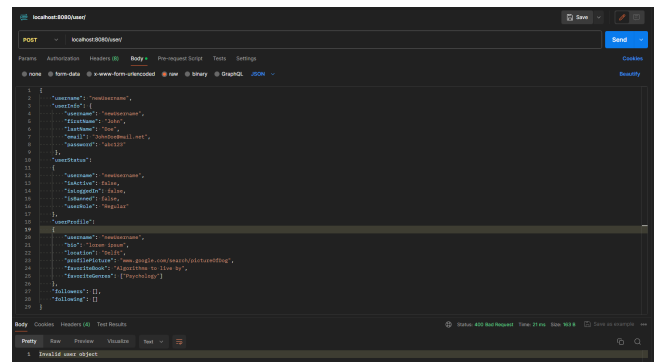 localhost:8080/user/
Save
POST localhost:8080/user/ Send
Params Authorization Headers (8) Body Pre-request Script Tests Settings Cookies
none form-data x-www-form-urlencoded raw binary GraphQL JSON Beautify
1 {
2 "username": "newUsername",
3 "userInfo": {
4 "username": "newUsername",
5 "firstName": "John",
6 "lastName": "Doe",
7 "email": "JohnDoe@mail.net",
8 "password": "abc123"
9 },
10 "userStatus":
11 {
12 "username": "newUsername",
13 "isActive": false,
14 "isLoggedIn": false,
15 "isBanned": false,
16 "userRole": "Regular"
17 },
18 "userProfile":
19 {
20 "username": "newUsername",
21 "bio": "lorem ipsum",
22 "location": "Delft",
23 "profilePicture": "www.google.com/search/pictureOfDog",
24 "favoriteBook": "Algorithms to live by",
25 "favoriteGenres": ["Psychology"]
26 },
27 "followers": [],
28 "following": []
29 }
Body Cookies Headers (4) Test Results Status: 400 Bad Request Time: 21 ms Size: 163 B Save as example
Pretty Raw Preview Visualize Text
1 Invalid user object